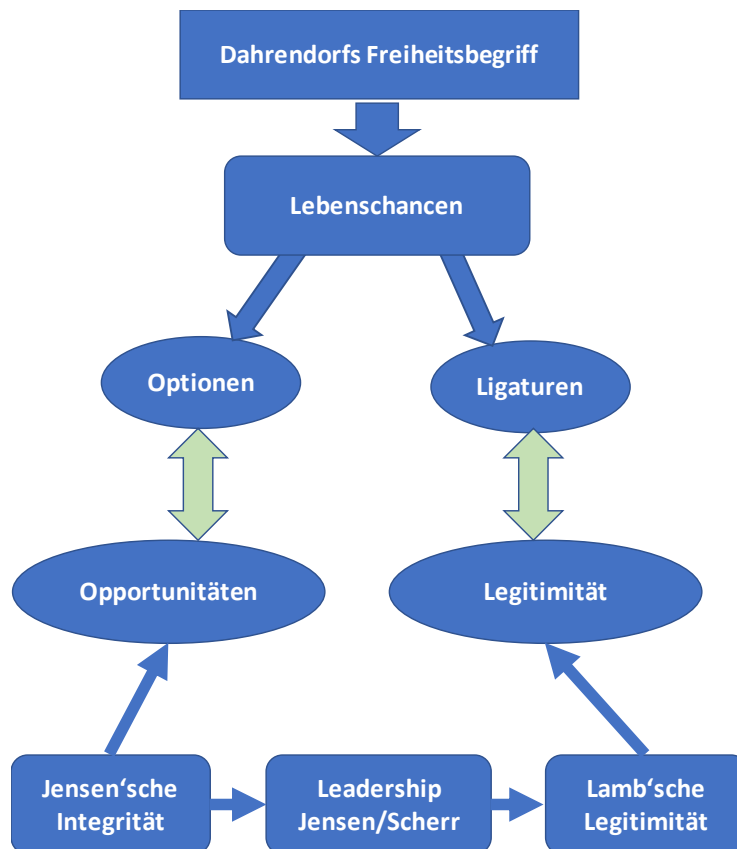 Dahrendorfs Freiheitsbegriff
Lebenschancen
Optionen
Ligaturen
Opportunitäten
Legitimität
Jensen‘sche
Integrität
Leadership
Jensen/Scherr
Lamb‘sche
Legitimität